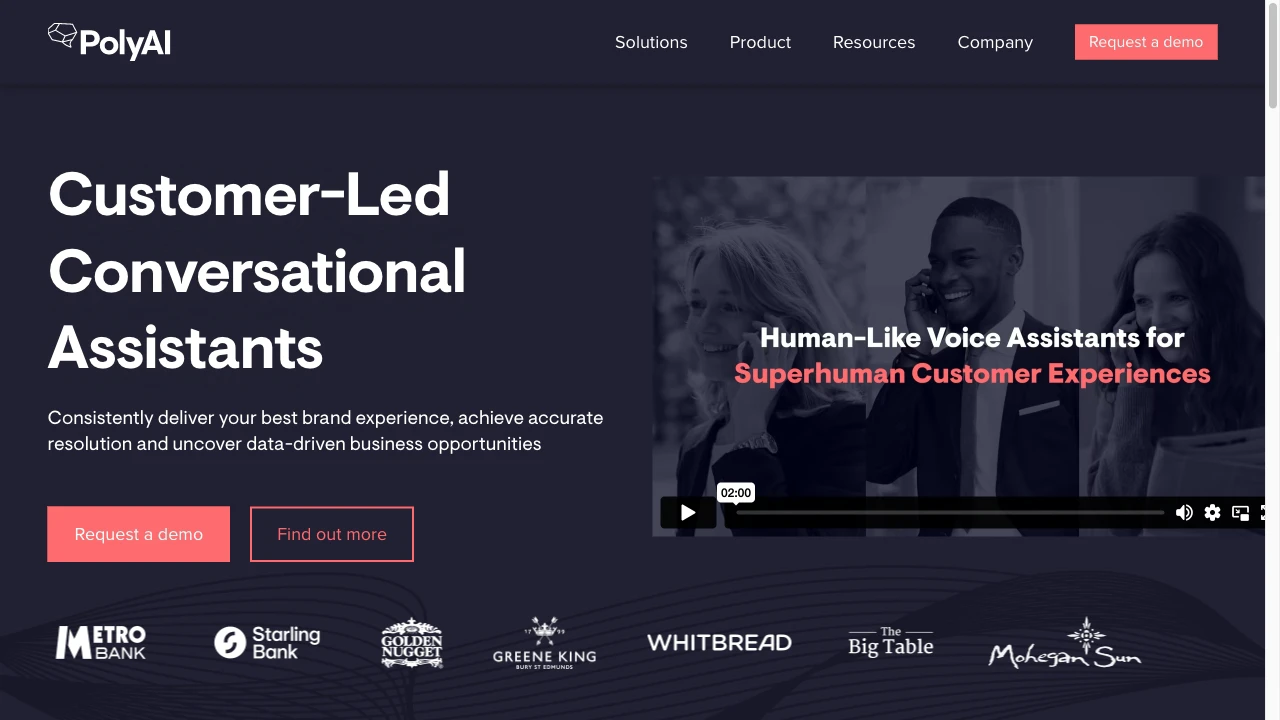 PolyAI
Solutions
Product
Resources
Company
Request a demo
Customer-Led
Conversational
Assistants
Consistently deliver your best brand experience, achieve accurate
resolution and uncover data-driven business opportunities
Request a demo
Find out more
Human-Like Voice Assistants for
Superhuman Customer Experiences
02:00
METRO
BANK
Starling
Bank
GOLDEN
NUGGET
17 99
GREENE KING
BURY ST EDMUNDS
WHITBREAD
The
Big Table
Mohegan Sun